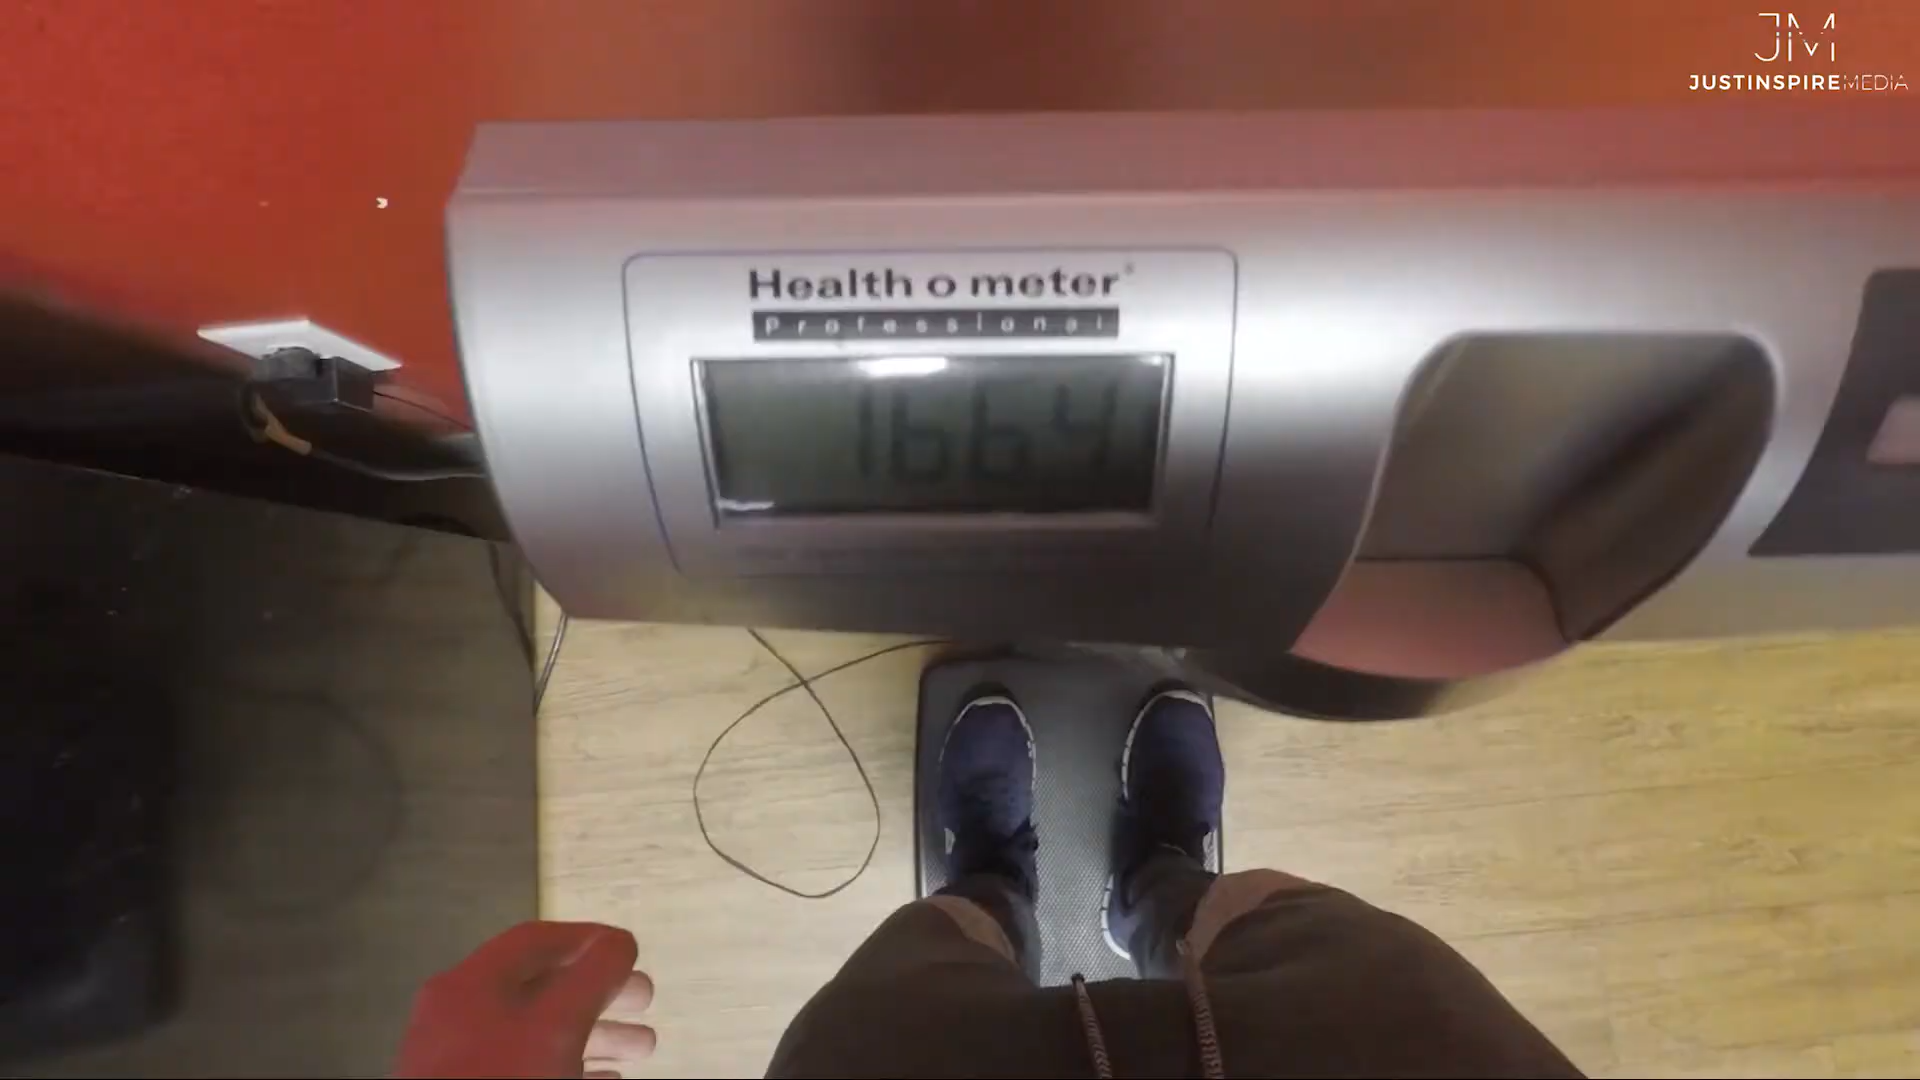 JM
JUSTINSPIREMEDIA
Health o meter®
Professional
166.4